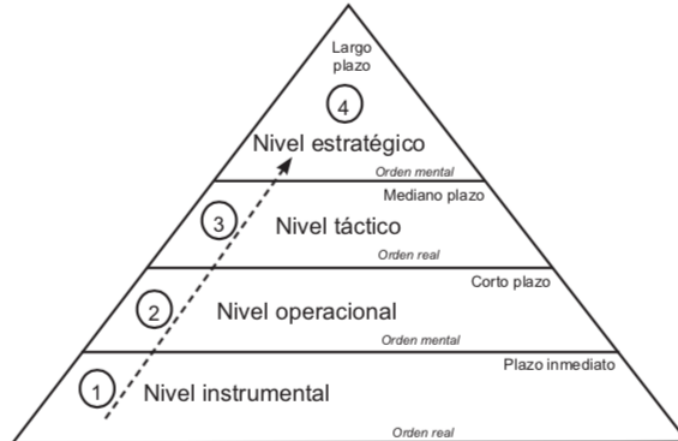 Largo
plazo
4
Nivel estratégico
Orden mental
Mediano plazo
3
Nivel táctico
Orden real
Corto plazo
2
Nivel operacional
Orden mental
Plazo inmediato
1
Nivel instrumental
Orden real